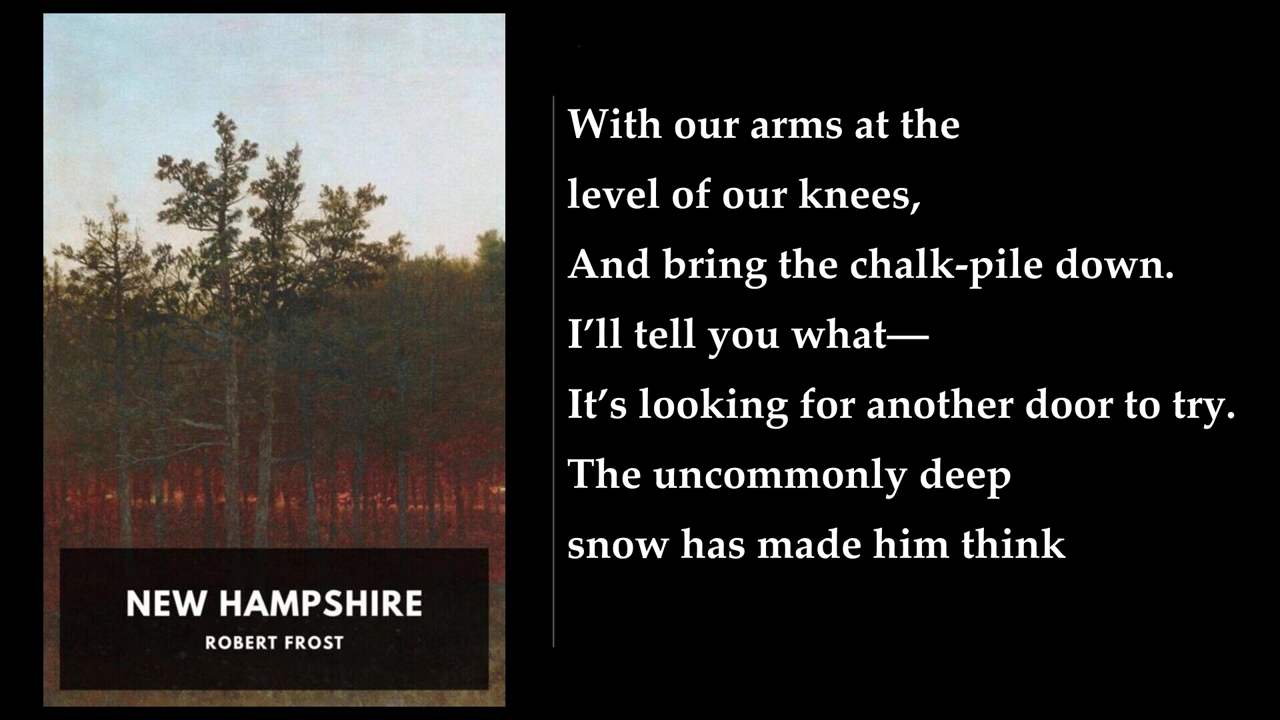 NEW HAMPSHIRE
ROBERT FROST
With our arms at the
level of our knees,
And bring the chalk-pile down.
I’ll tell you what—
It’s looking for another door to try.
The uncommonly deep
snow has made him think